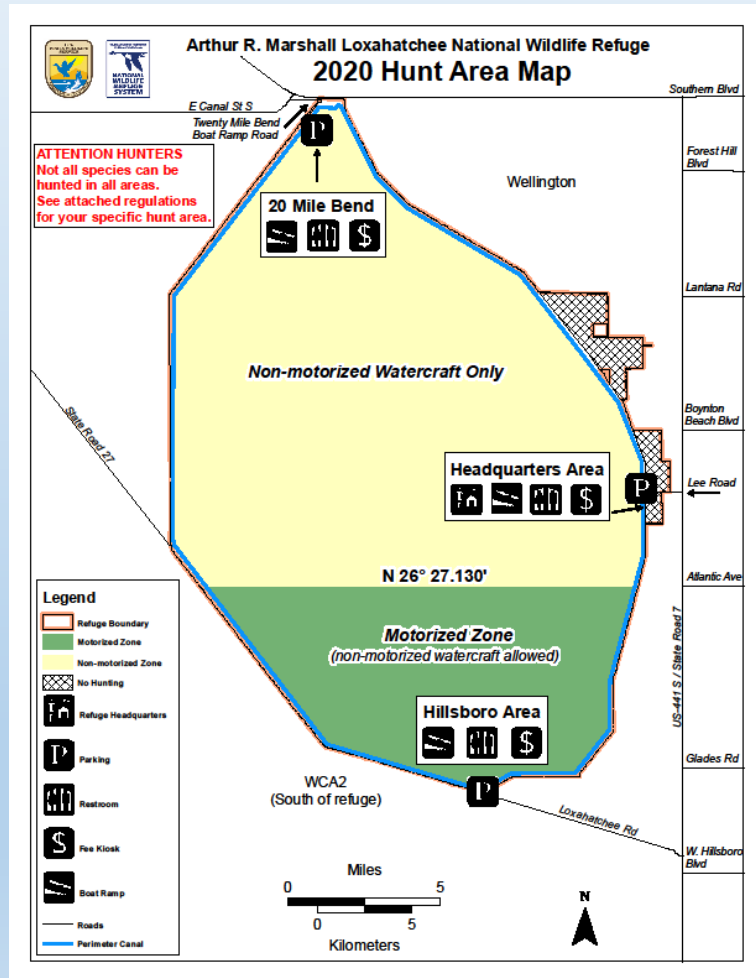 Arthur R. Marshall Loxahatchee National Wildlife Refuge
2020 Hunt Area Map
NATIONAL
WILDLIFE
REFUGE
SYSTEM
Southern Blvd
E Canal St S
Twenty Mile Bend
Boat Ramp Road
P
Forest Hill
Blvd
ATTENTION HUNTERS
Not all species can be
hunted in all areas.
See attached regulations
for your specific hunt area.
Wellington
20 Mile Bend
$
Lantana Rd
Non-motorized Watercraft Only
State Road 27
Boynton
Beach Blvd
Headquarters Area
$
P
Lee Road
N 26° 27.130'
Atlantic Ave
Motorized Zone
(non-motorized watercraft allowed)
US-441 S / State Road 7
Hillsboro Area
$
P
Glades Rd
WCA2
(South of refuge)
Loxahatchee Rd
W. Hillsboro
Blvd
Legend
Refuge Boundary
Motorized Zone
Non-motorized Zone
No Hunting
Refuge Headquarters
P
Parking
Restroom
$
Fee Kiosk
Boat Ramp
Roads
Perimeter Canal
Miles
0 5
0 5
Kilometers
N